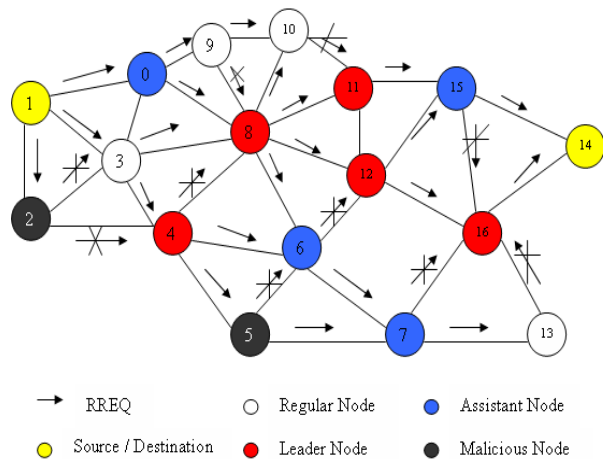 10
9
0
11
15
1
8
14
3
12
2
4
16
6
5
7
13
RREQ
Regular Node
Assistant Node
Source / Destination
Leader Node
Malicious Node